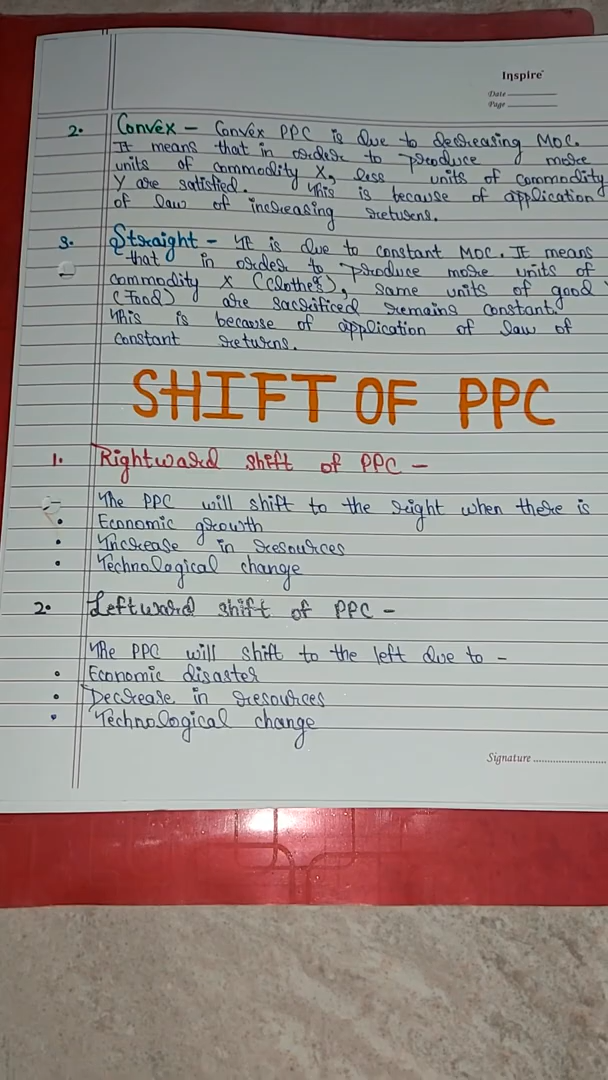 Inspire
Date
Page
2. Convex - Convex PPC is due to decreasing MOC.
It means that in order to produce more
units of commodity X, less units of commodity
Y are satisfied. This is because of application
of law of increasing returns.
3. Straight - It is due to constant MOC. It means
that in order to produce more units of
commodity X (Clothes), same units of good Y
(Food) are sacrificed remains constant.
This is because of application of law of
constant returns.
SHIFT OF PPC
1. Rightward shift of PPC -
The PPC will shift to the right when there is
• Economic growth
• Increase in resources
• Technological change
2. Leftward shift of PPC -
The PPC will shift to the left due to -
• Economic disaster
• Decrease in resources
• Technological change
Signature